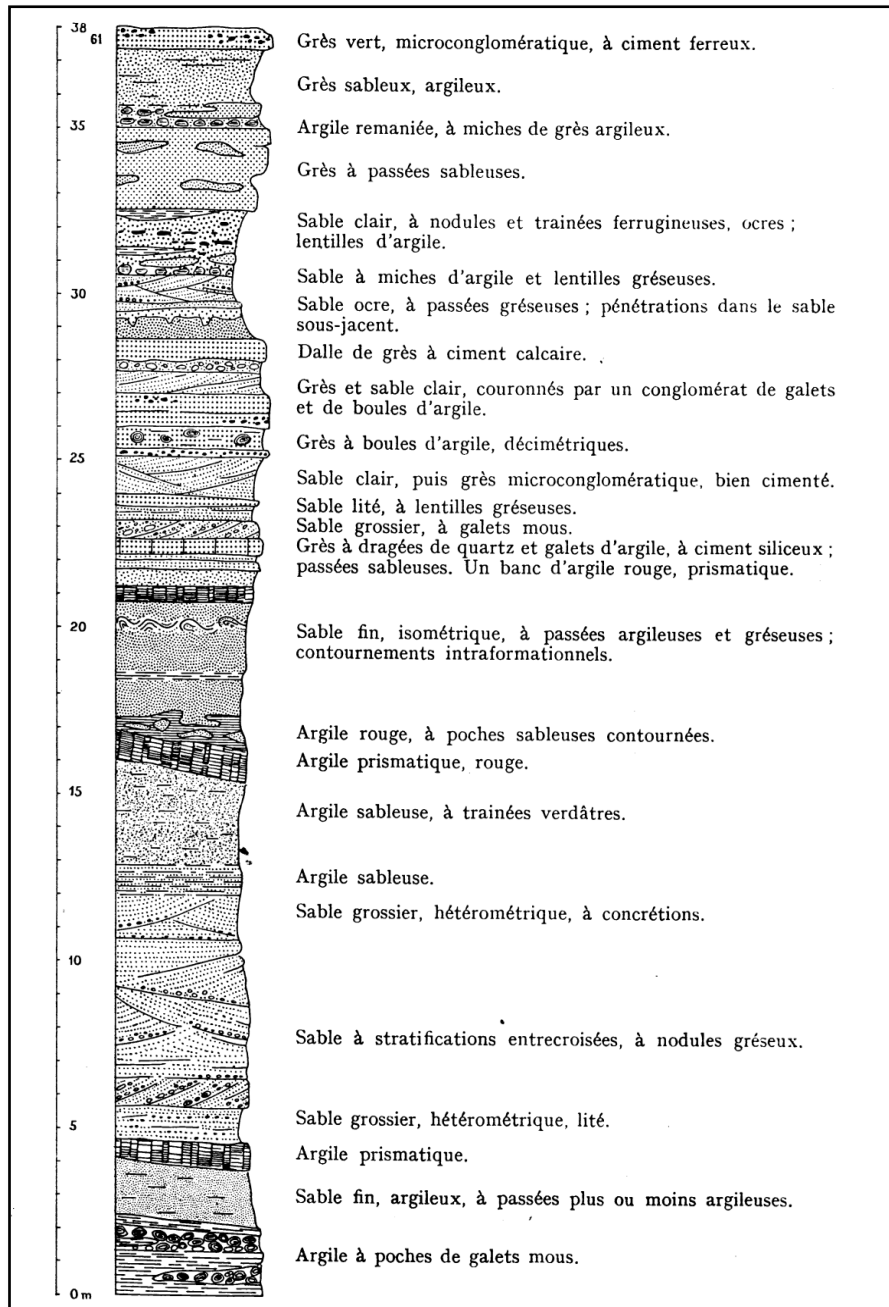 38
61
Grès vert, microconglomératique, à ciment ferreux.
Grès sableux, argileux.
35
Argile remaniée, à miches de grès argileux.
Grès à passées sableuses.
Sable clair, à nodules et trainées ferrugineuses, ocres ;
lentilles d'argile.
Sable à miches d'argile et lentilles gréseuses.
30
Sable ocre, à passées gréseuses ; pénétrations dans le sable
sous-jacent.
Dalle de grès à ciment calcaire.
Grès et sable clair, couronnés par un conglomérat de galets
et de boules d'argile.
Grès à boules d'argile, décimétriques.
25
Sable clair, puis grès microconglomératique, bien cimenté.
Sable lité, à lentilles gréseuses.
Sable grossier, à galets mous.
Grès à dragées de quartz et galets d'argile, à ciment siliceux ;
passées sableuses. Un banc d'argile rouge, prismatique.
20
Sable fin, isométrique, à passées argileuses et gréseuses ;
contournements intraformationnels.
Argile rouge, à poches sableuses contournées.
Argile prismatique, rouge.
15
Argile sableuse, à trainées verdâtres.
Argile sableuse.
Sable grossier, hétérométrique, à concrétions.
10
Sable à stratifications entrecroisées, à nodules gréseux.
5
Sable grossier, hétérométrique, lité.
Argile prismatique.
Sable fin, argileux, à passées plus ou moins argileuses.
Argile à poches de galets mous.
0 m